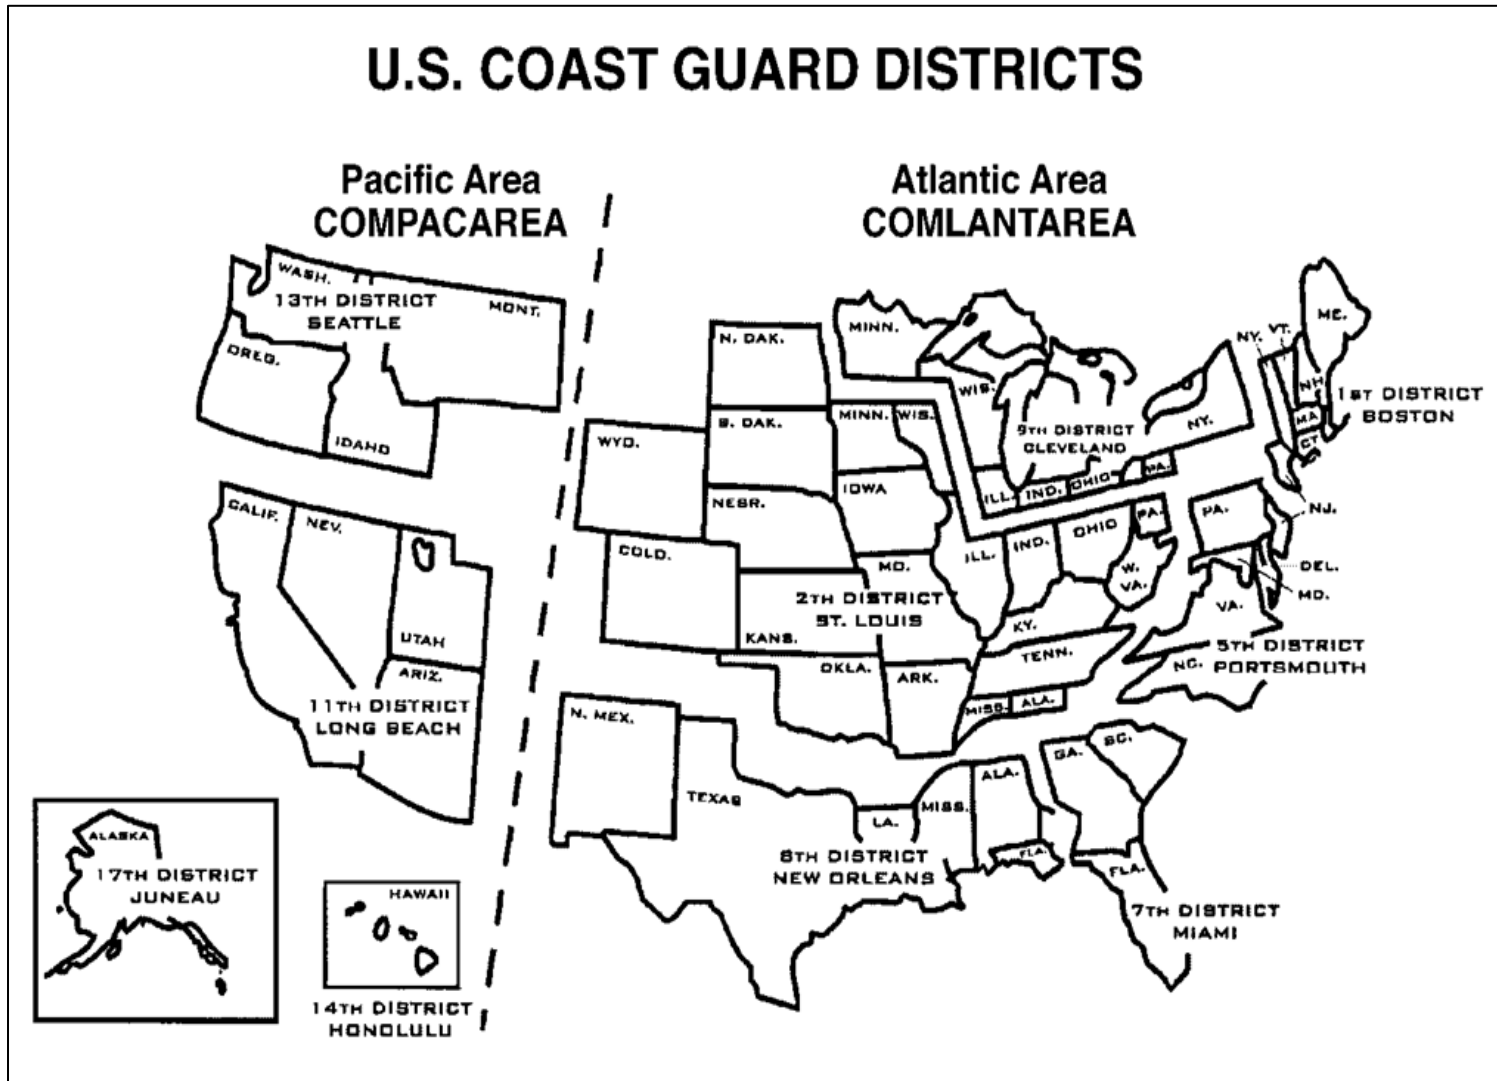 U.S. COAST GUARD DISTRICTS
Pacific Area
COMPACAREA
Atlantic Area
COMLANTAREA
WASH.
13TH DISTRICT
SEATTLE
MONT.
OREG.
IDAHO
CALIF.
NEV.
UTAH
ARIZ.
11TH DISTRICT
LONG BEACH
ALASKA
17TH DISTRICT
JUNEAU
HAWAII
14TH DISTRICT
HONOLULU
N. DAK.
MINN.
WIS.
9TH DISTRICT
CLEVELAND
NY.
ILL.
IND.
OHIO
PA.
NY.
VT.
ME.
NH
MA
CT
1ST DISTRICT
BOSTON
WYO.
S. DAK.
MINN.
WIS.
NEBR.
IOWA
COLO.
KANS.
MO.
ILL.
IND.
OHIO
PA.
W.
VA.
KY.
2TH DISTRICT
ST. LOUIS
OKLA.
ARK.
TENN.
MISS.
ALA.
PA.
NJ.
DEL.
MD.
VA.
NC.
5TH DISTRICT
PORTSMOUTH
N. MEX.
TEXAS
LA.
MISS.
ALA.
FLA.
8TH DISTRICT
NEW ORLEANS
GA.
SC.
FLA.
7TH DISTRICT
MIAMI